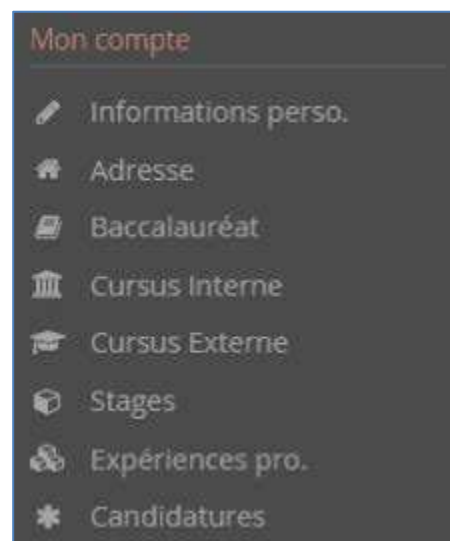 Mon compte
Informations perso.
Adresse
Baccalauréat
Cursus Interne
Cursus Externe
Stages
Expériences pro.
Candidatures